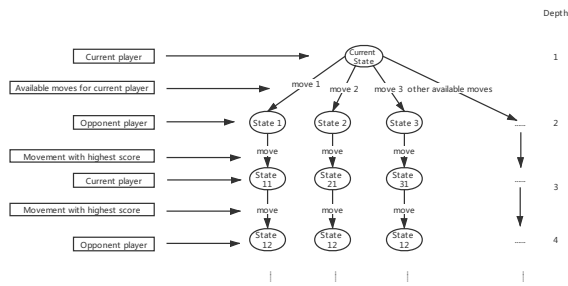 Depth
Current player
Current
State
1
Available moves for current player
move 1
move 2
move 3
other available moves
Opponent player
State 1
State 2
State 3
......
2
Movement with highest score
move
move
move
Current player
State
11
State
21
State
31
......
3
Movement with highest score
move
move
move
Opponent player
State
12
State
12
State
12
......
4